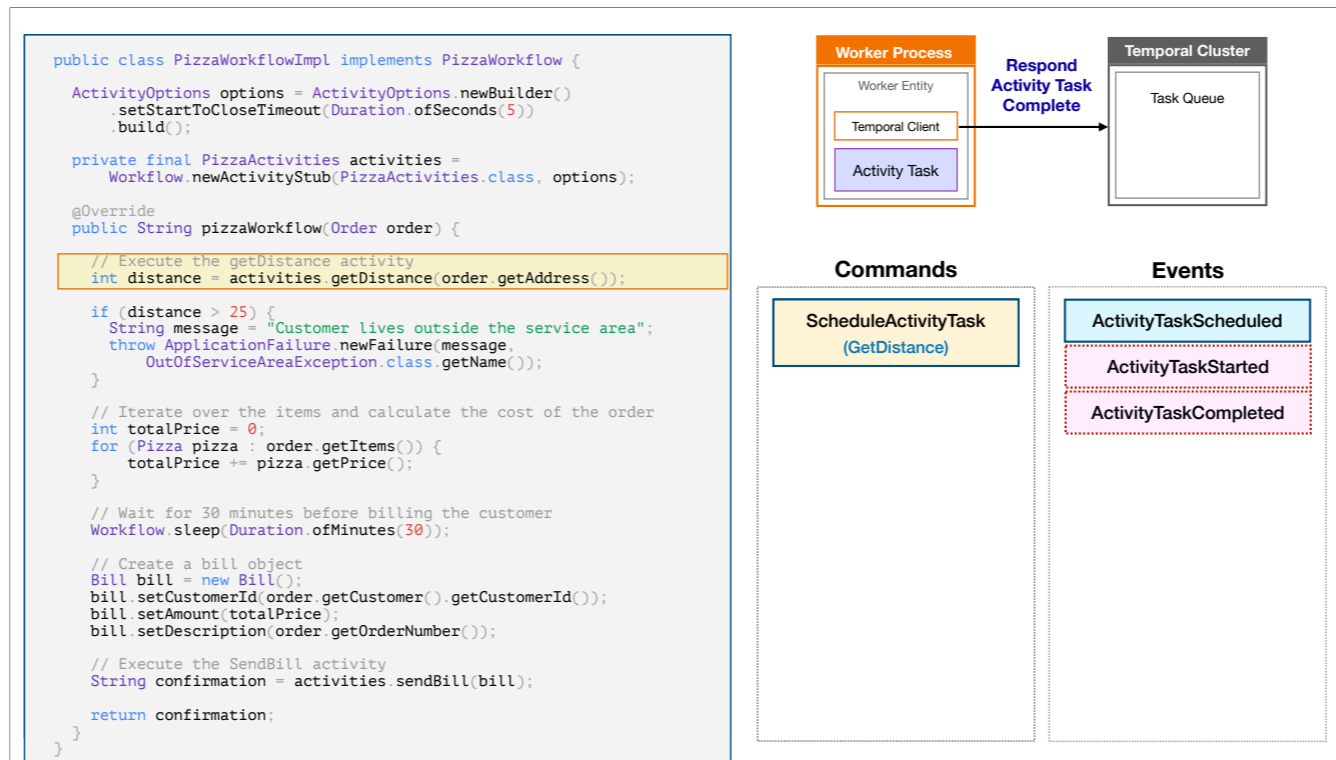 public class PizzaWorkflowImpl implements PizzaWorkflow {
ActivityOptions options = ActivityOptions.newBuilder()
.setStartToCloseTimeout(Duration.ofSeconds(5))
.build();
private final PizzaActivities activities =
Workflow.newActivityStub(PizzaActivities.class, options);
@Override
public String pizzaWorkflow(Order order) {
// Execute the getDistance activity
int distance = activities.getDistance(order.getAddress());
if (distance > 25) {
String message = "Customer lives outside the service area";
throw ApplicationFailure.newFailure(message,
OutOfServiceAreaException.class.getName());
}
// Iterate over the items and calculate the cost of the order
int totalPrice = 0;
for (Pizza pizza : order.getItems()) {
totalPrice += pizza.getPrice();
}
// Wait for 30 minutes before billing the customer
Workflow.sleep(Duration.ofMinutes(30));
// Create a bill object
Bill bill = new Bill();
bill.setCustomerId(order.getCustomer().getCustomerId());
bill.setAmount(totalPrice);
bill.setDescription(order.getOrderNumber());
// Execute the SendBill activity
String confirmation = activities.sendBill(bill);
return confirmation;
}
}
Worker Process
Worker Entity
Temporal Client
Activity Task
Respond
Activity Task
Complete
Temporal Cluster
Task Queue
Commands
ScheduleActivityTask
(GetDistance)
Events
ActivityTaskScheduled
ActivityTaskStarted
ActivityTaskCompleted